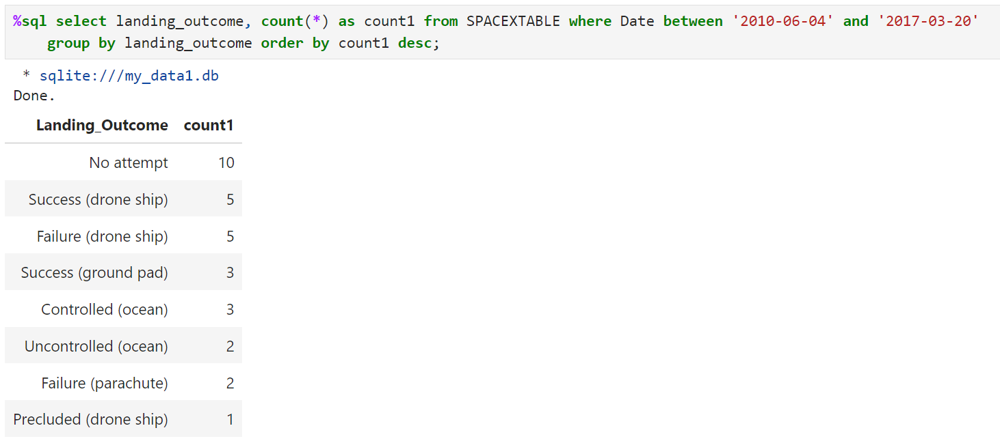 %sql select landing_outcome, count(*) as count1 from SPACEXTABLE where Date between '2010-06-04' and '2017-03-20'
group by landing_outcome order by count1 desc;
* sqlite:///my_data1.db
Done.
Landing_Outcome count1
No attempt 10
Success (drone ship) 5
Failure (drone ship) 5
Success (ground pad) 3
Controlled (ocean) 3
Uncontrolled (ocean) 2
Failure (parachute) 2
Precluded (drone ship) 1